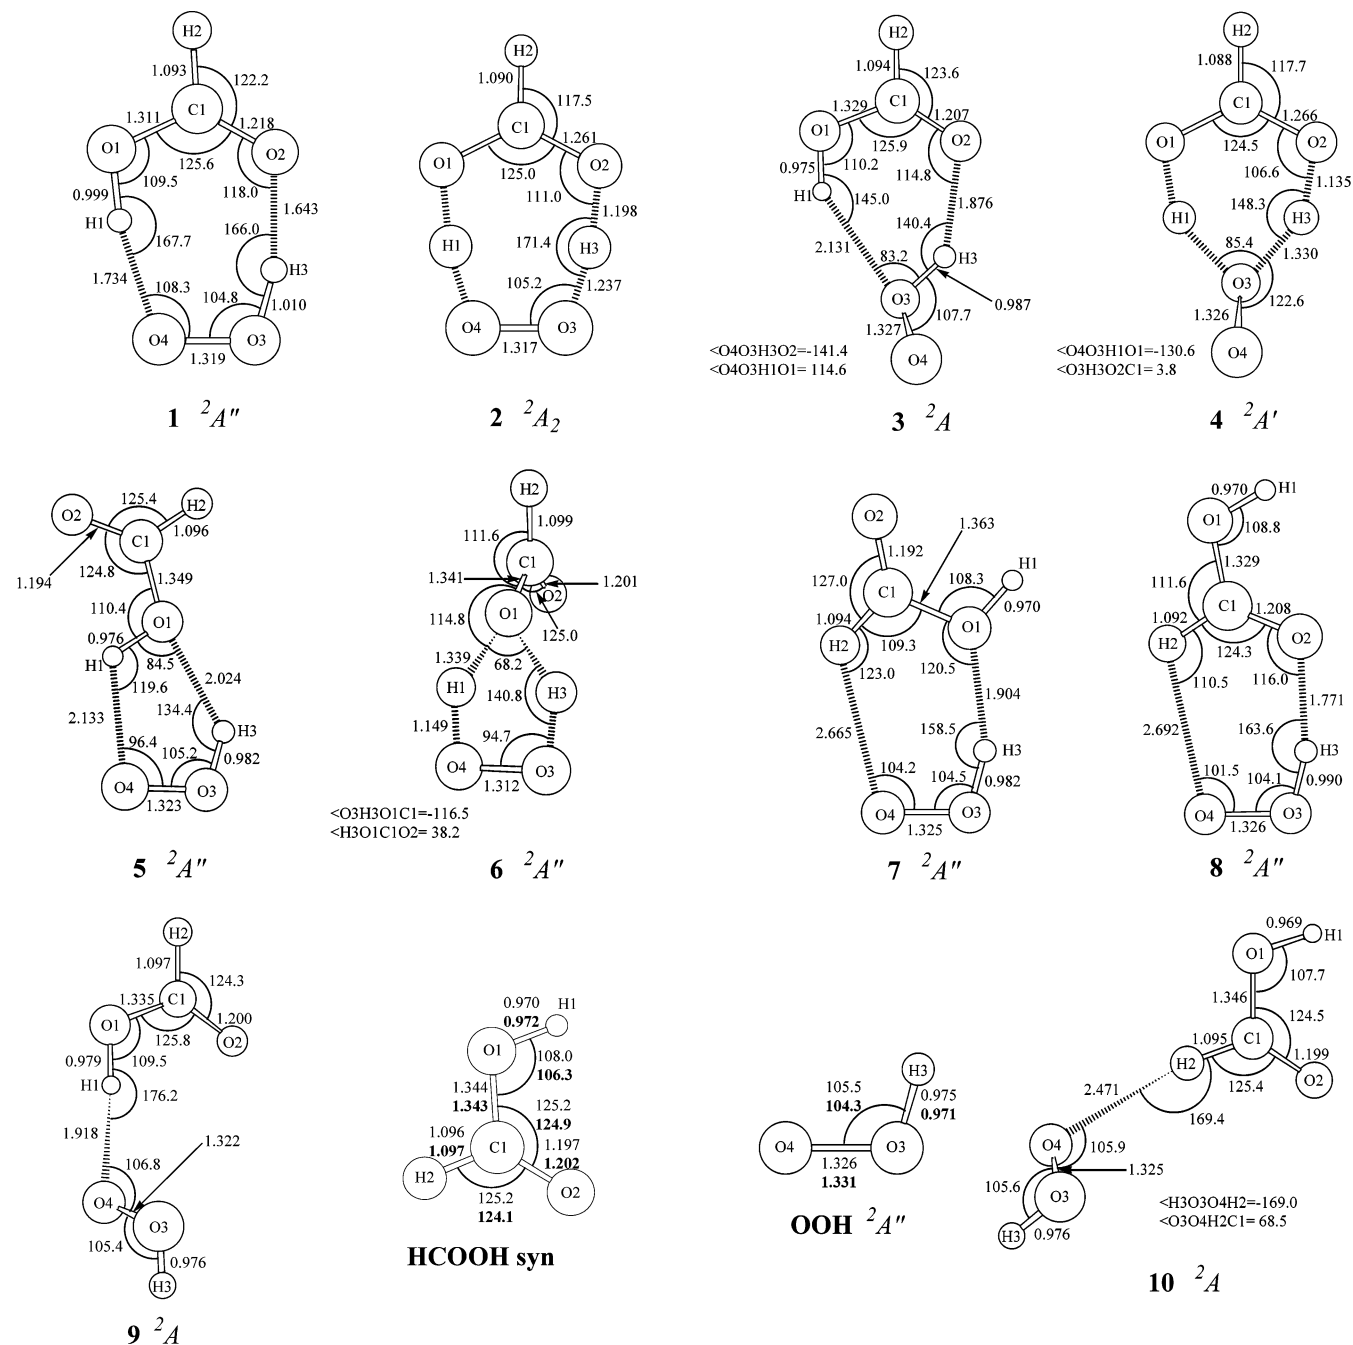 H2
1.093
122.2
C1
1.311
1.218
O1
O2
125.6
109.5
118.0
0.999
1.643
H1
166.0
167.7
H3
1.734
108.3
104.8
1.010
O4
O3
1.319
1 ²A″
H2
1.090
117.5
C1
1.261
O1
O2
125.0
111.0
1.198
H1
171.4
H3
105.2
1.237
O4
O3
1.317
2 ²A₂
H2
1.094
123.6
C1
1.329
1.207
O1
O2
125.9
0.975
110.2
114.8
H1
145.0
1.876
140.4
2.131
83.2
H3
O3
0.987
1.327
107.7
O4
<O4O3H3O2=-141.4
<O4O3H1O1= 114.6
3 ²A
H2
1.088
117.7
C1
1.266
O1
O2
124.5
106.6
1.135
148.3
H1
H3
85.4
1.330
O3
1.326
122.6
O4
<O4O3H1O1=-130.6
<O3H3O2C1= 3.8
4 ²A′
125.4
O2
H2
C1
1.096
1.194
124.8
1.349
110.4
O1
0.976
H1
84.5
119.6
2.024
2.133
134.4
H3
96.4
105.2
0.982
O4
O3
1.323
5 ²A″
H2
1.099
111.6
C1
1.341
1.201
O2
O1
114.8
125.0
1.339
68.2
H1
140.8
H3
1.149
94.7
O4
O3
1.312
<O3H3O1C1=-116.5
<H3O1C1O2= 38.2
6 ²A″
O2
1.363
1.192
H1
127.0
108.3
C1
0.970
1.094
O1
H2
109.3
123.0
120.5
1.904
2.665
158.5
H3
104.2
104.5
0.982
O4
O3
1.325
7 ²A″
0.970
H1
O1
108.8
1.329
111.6
C1
1.092
1.208
H2
O2
124.3
110.5
116.0
1.771
2.692
163.6
H3
101.5
104.1
0.990
O4
O3
1.326
8 ²A″
H2
1.097
124.3
1.335
C1
O1
1.200
125.8
O2
0.979
109.5
H1
176.2
1.918
1.322
106.8
O4
O3
105.4
0.976
H3
9 ²A
0.970
H1
0.972
O1
108.0
106.3
1.344
1.343
125.2
124.9
1.096
1.097
C1
1.197
1.202
H2
O2
125.2
124.1
HCOOH syn
H3
105.5
104.3
0.975
0.971
O4
O3
1.326
1.331
OOH ²A″
0.969
H1
O1
107.7
1.346
124.5
1.095
C1
H2
1.199
O2
125.4
2.471
169.4
O4
105.9
1.325
105.6
O3
H3
0.976
<H3O3O4H2=-169.0
<O3O4H2C1= 68.5
10 ²A